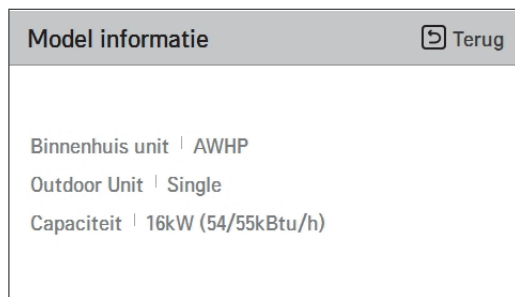 Model informatie
Terug
Binnenhuis unit | AWHP
Outdoor Unit | Single
Capaciteit | 16kW (54/55kBtu/h)